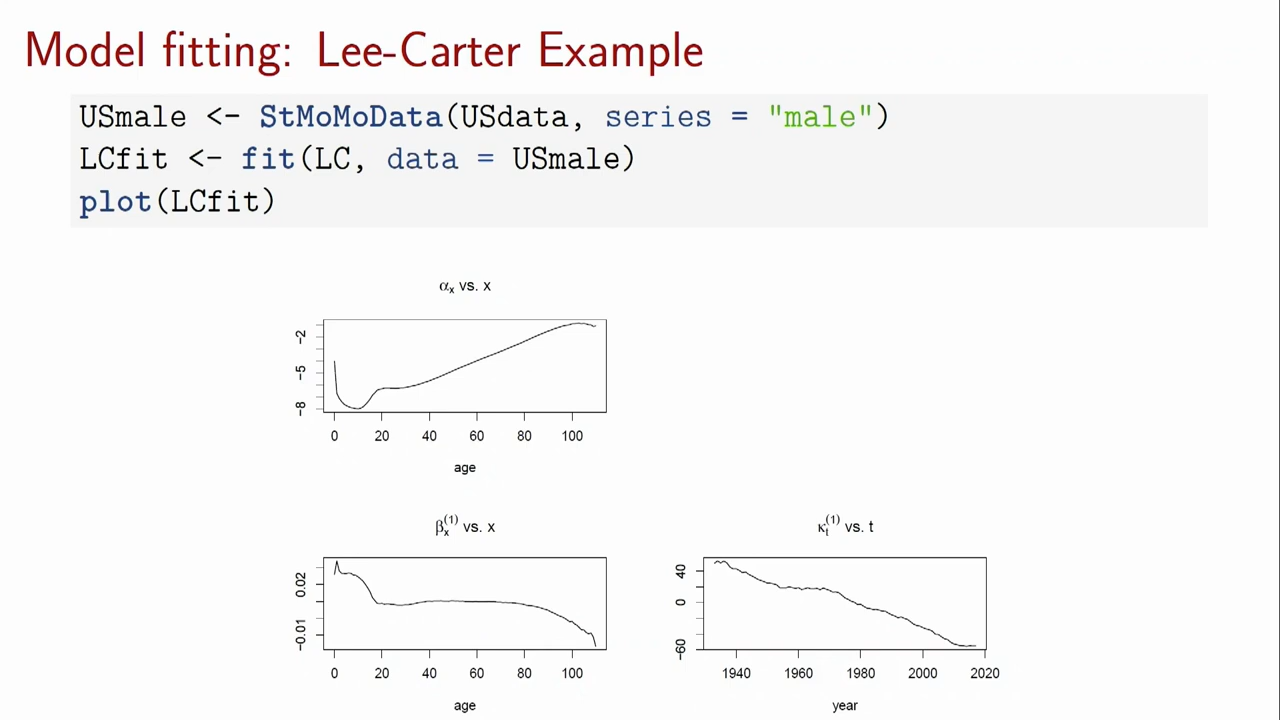 Model fitting: Lee-Carter Example
USmale <- StMoMoData(USdata, series = "male")
LCfit <- fit(LC, data = USmale)
plot(LCfit)
αx vs. x
-2
-5
-8
0 20 40 60 80 100
age
βx(1) vs. x
0.02
-0.01
0 20 40 60 80 100
age
κt(1) vs. t
40
0
-60
1940 1960 1980 2000 2020
year